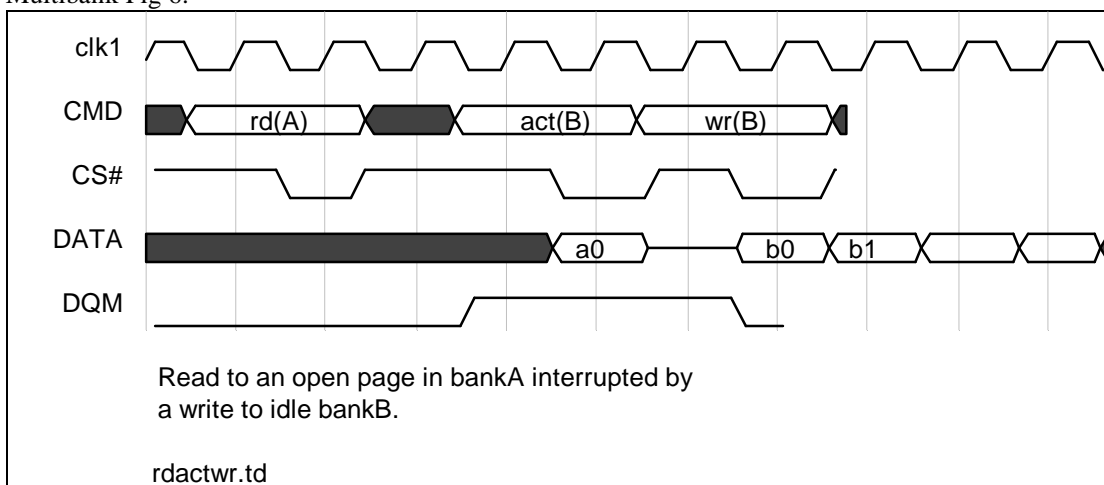 Multibank Fig 6.
clk1
CMD rd(A) act(B) wr(B)
CS#
DATA a0 b0 b1
DQM
Read to an open page in bankA interrupted by
a write to idle bankB.
rdactwr.td